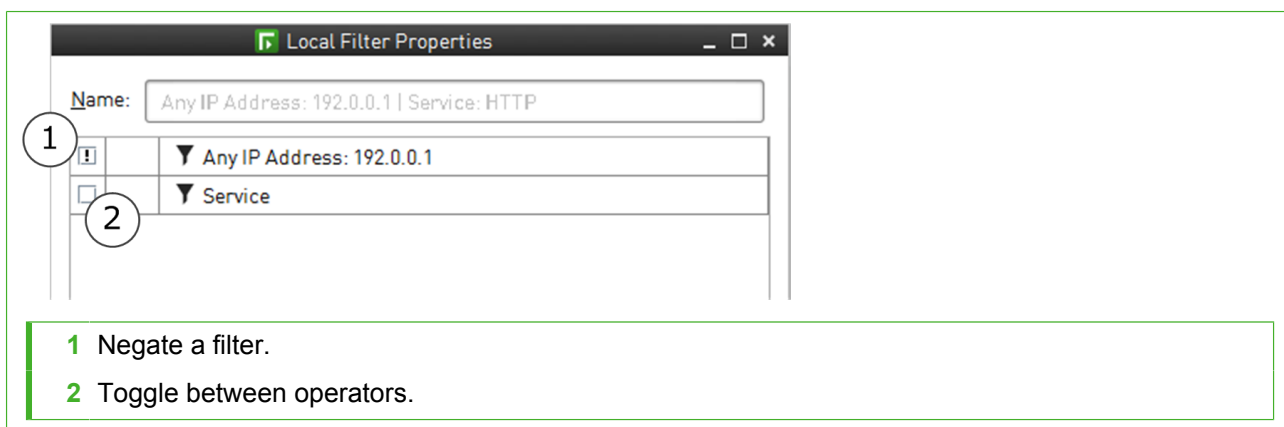 Local Filter Properties
Name: Any IP Address: 192.0.0.1 | Service: HTTP
1
! Any IP Address: 192.0.0.1
Service
2
1 Negate a filter.
2 Toggle between operators.